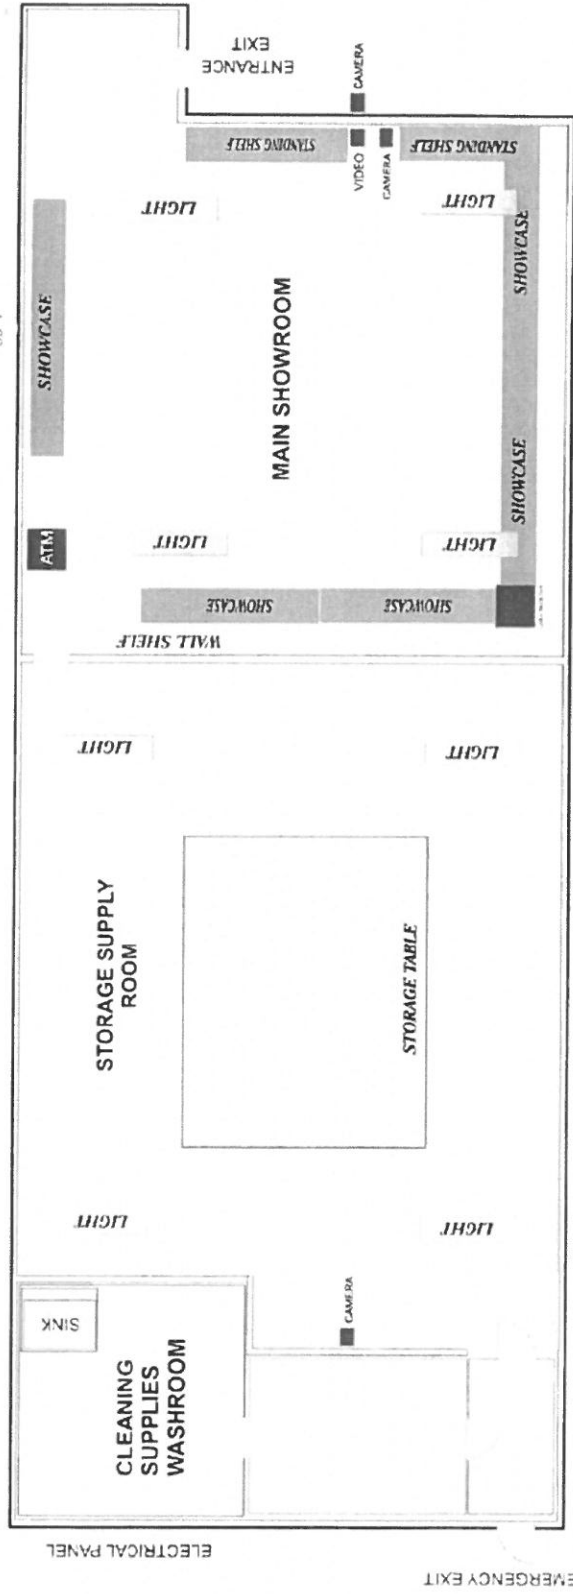 ENTRANCE
EXIT
CAMERA
STANDING SHELF
VIDEO
CAMERA
STANDING SHELF
LIGHT
LIGHT
SHOWCASE
SHOWCASE
MAIN SHOWROOM
SHOWCASE
ATM
LIGHT
LIGHT
SHOWCASE
SHOWCASE
WALL SHELF
LIGHT
LIGHT
STORAGE SUPPLY
ROOM
STORAGE TABLE
LIGHT
LIGHT
SINK
CAMERA
CLEANING
SUPPLIES
WASHROOM
ELECTRICAL PANEL
EMERGENCY EXIT